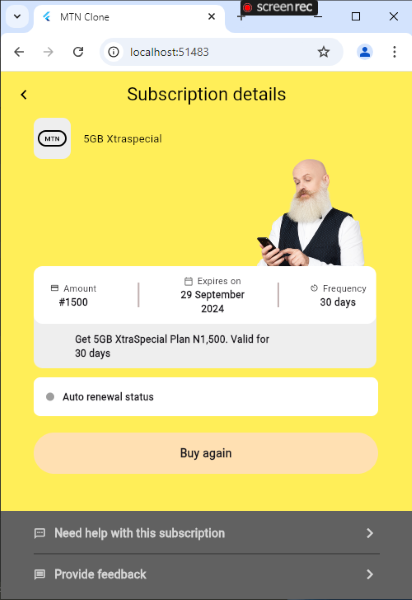 MTN Clone
screenrec
localhost:51483
Subscription details
MTN
5GB Xtraspecial
Amount
#1500
Expires on
29 September
2024
Frequency
30 days
Get 5GB XtraSpecial Plan N1,500. Valid for
30 days
Auto renewal status
Buy again
Need help with this subscription
Provide feedback